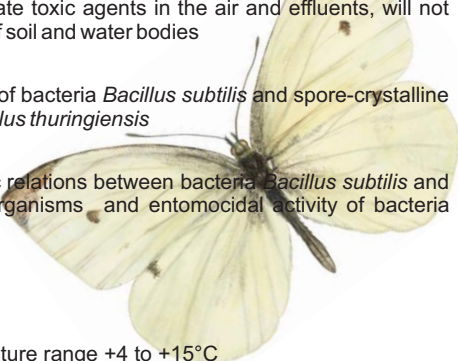 ate toxic agents in the air and effluents, will not
f soil and water bodies
of bacteria Bacillus subtilis and spore-crystalline
lus thuringiensis
relations between bacteria Bacillus subtilis and
rganisms and entomocidal activity of bacteria
ture range +4 to +15°C